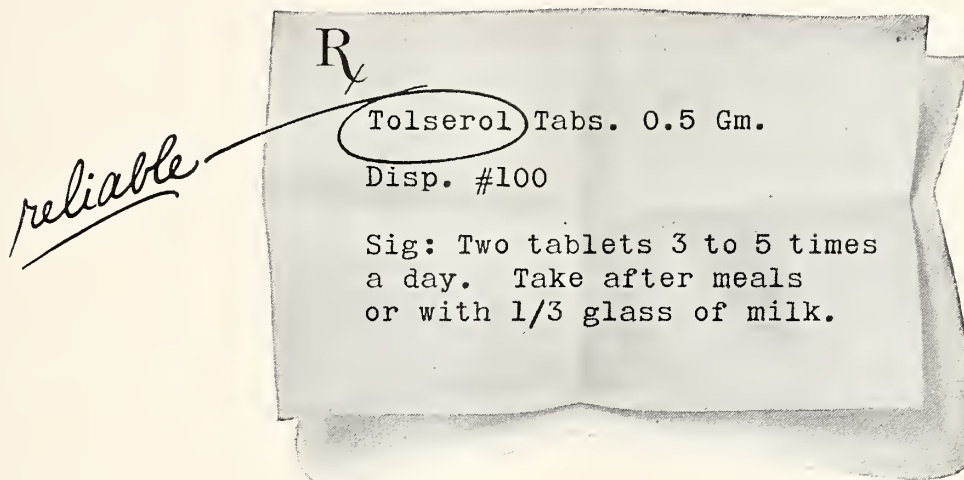 Rx
reliable
Tolserol Tabs. 0.5 Gm.
Disp. #100
Sig: Two tablets 3 to 5 times
a day. Take after meals
or with 1/3 glass of milk.